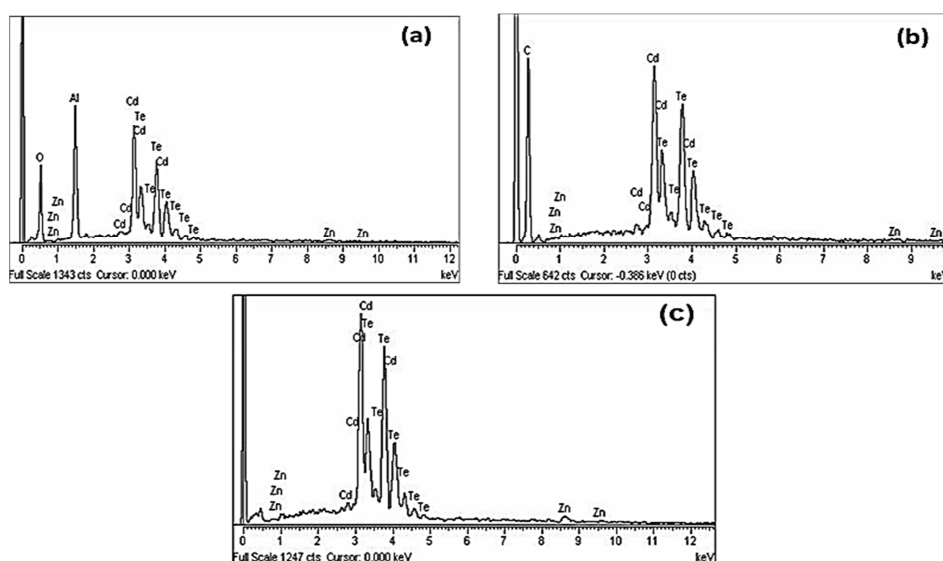 (a)
Al
Cd
Te
Cd
Te
Cd
O
Zn
Zn
Zn
Cd
Cd
Te
Te
Te
Te
Te
Zn
Zn
0 1 2 3 4 5 6 7 8 9 10 11 12
keV
Full Scale 1343 cts Cursor: 0.000 keV
(b)
C
Cd
Cd
Te
Te
Cd
Te
Zn
Zn
Zn
Cd
Cd
Te
Te
Te
Te
Zn
Zn
0 1 2 3 4 5 6 7 8 9
keV
Full Scale 642 cts Cursor: -0.386 keV (0 cts)
(c)
Cd
Te
Cd
Te
Cd
Cd
Te
Te
Zn
Zn
Zn
Cd
Te
Te
Te
Zn
Zn
0 1 2 3 4 5 6 7 8 9 10 11 12
keV
Full Scale 1247 cts Cursor: 0.000 keV